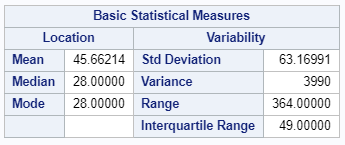 Basic Statistical Measures
Location Variability
Mean 45.66214 Std Deviation 63.16991
Median 28.00000 Variance 3990
Mode 28.00000 Range 364.00000
Interquartile Range 49.00000